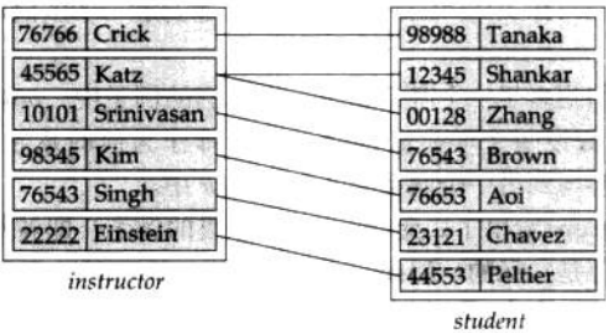 76766 Crick
45565 Katz
10101 Srinivasan
98345 Kim
76543 Singh
22222 Einstein
instructor
98988 Tanaka
12345 Shankar
00128 Zhang
76543 Brown
76653 Aoi
23121 Chavez
44553 Peltier
student